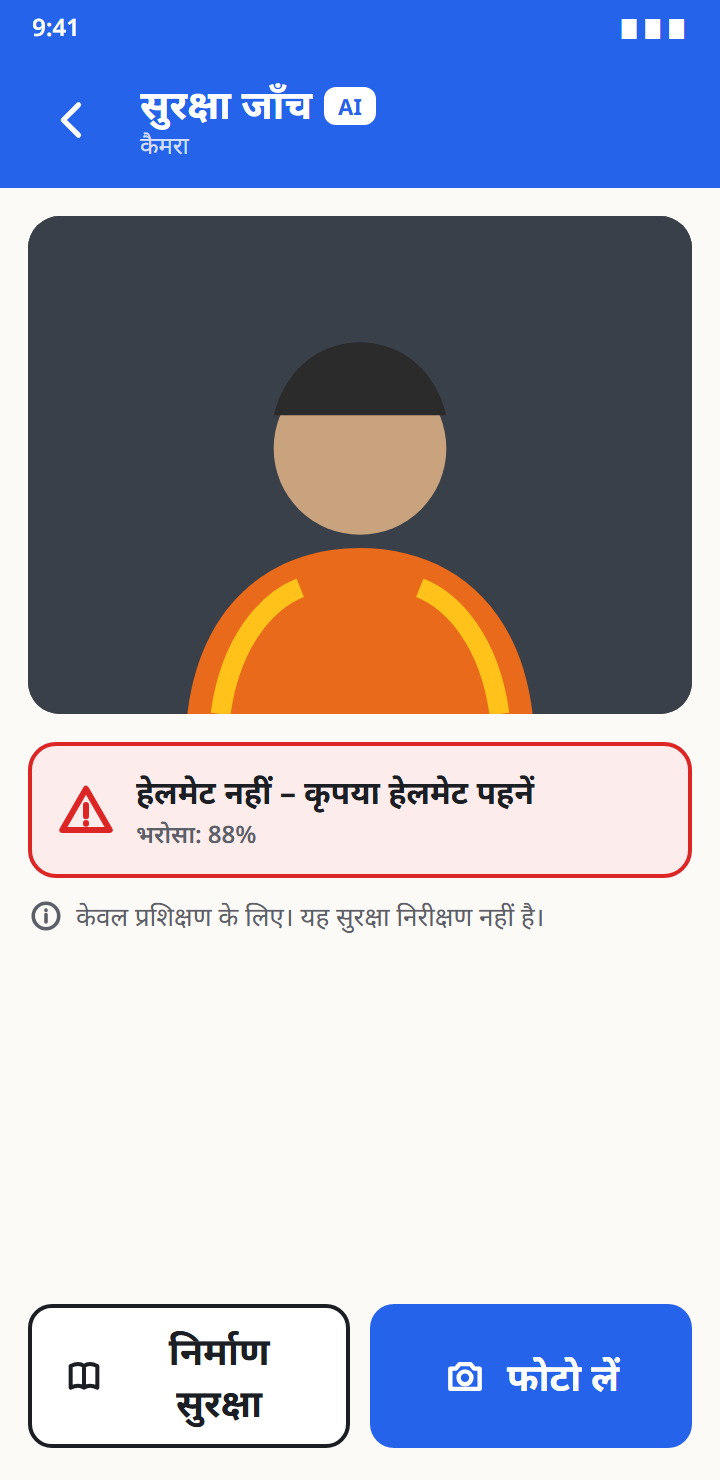 9:41
सुरक्षा जाँच AI
कैमरा
हेलमेट नहीं – कृपया हेलमेट पहनें
भरोसा: 88%
केवल प्रशिक्षण के लिए। यह सुरक्षा निरीक्षण नहीं है।
निर्माण
सुरक्षा
फोटो लें